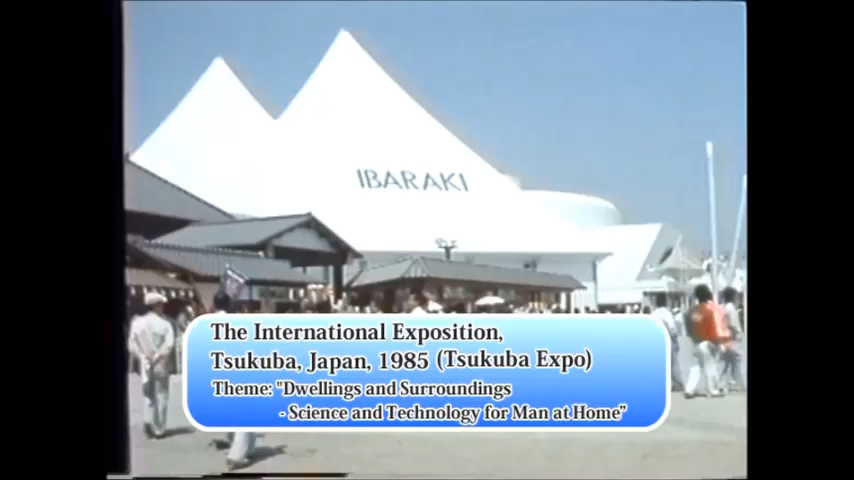 IBARAKI
The International Exposition,
Tsukuba, Japan, 1985 (Tsukuba Expo)
Theme: "Dwellings and Surroundings
- Science and Technology for Man at Home”